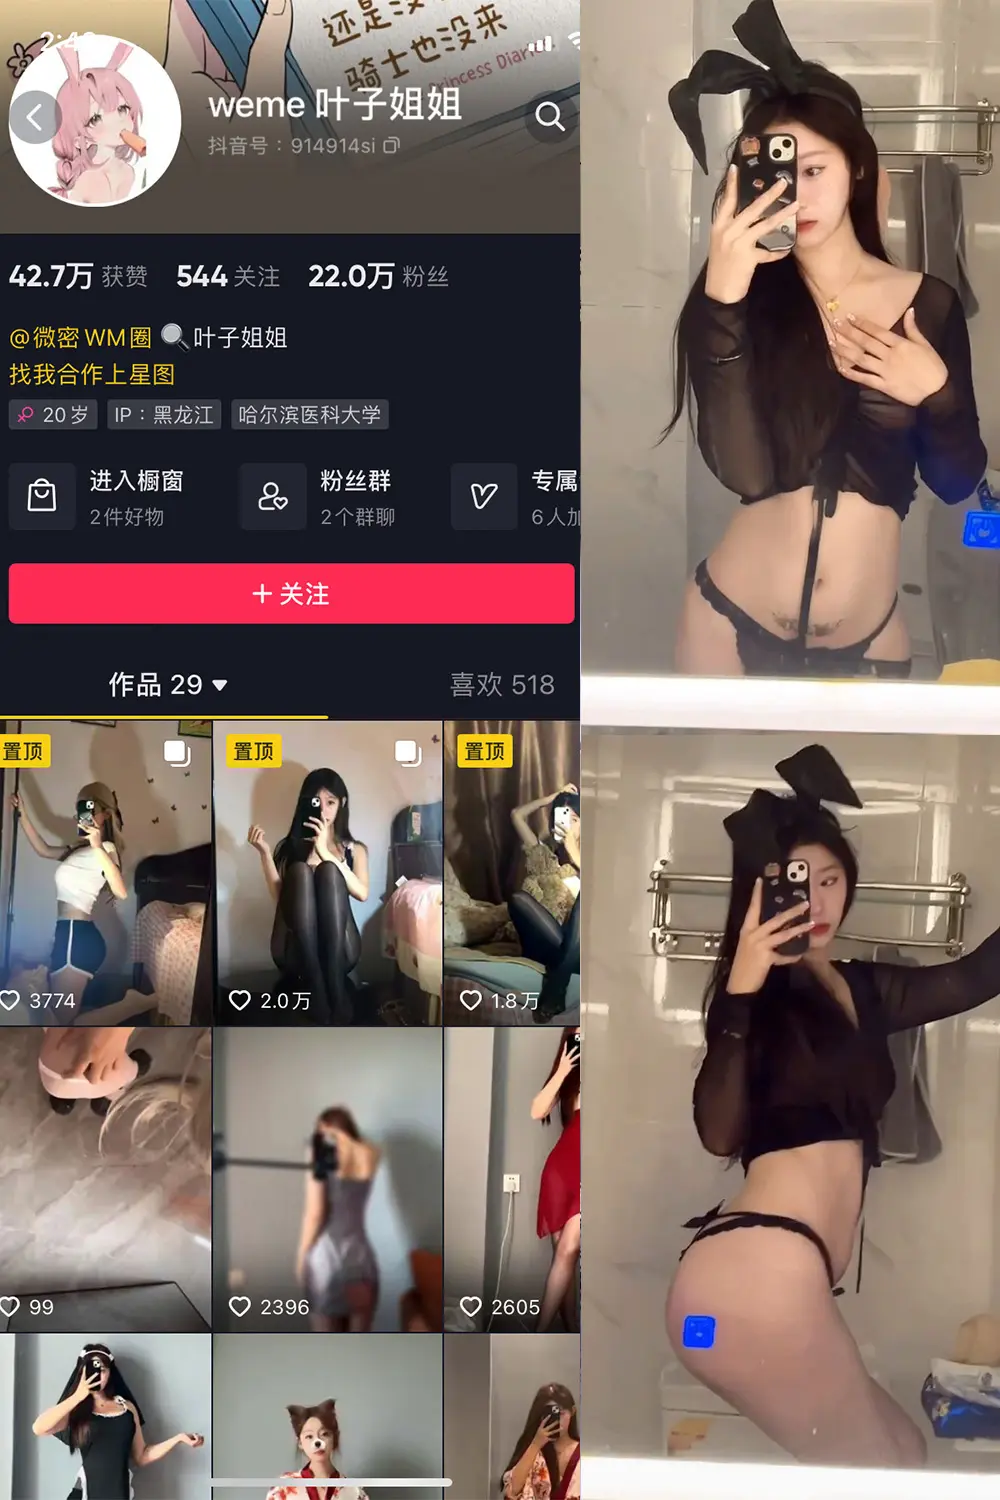 还是没
骑士也没来
Princess Diar
2:4
weme 叶子姐姐
抖音号：914914si
42.7万 获赞 544 关注 22.0万 粉丝
@微密WM圈 🔍叶子姐姐
找我合作上星图
20岁 IP：黑龙江 哈尔滨医科大学
进入橱窗 粉丝群 专属
2件好物 2个群聊 6人加
+ 关注
作品 29 喜欢 518
置顶 置顶 置顶
3774 2.0万 1.8万
99 2396 2605